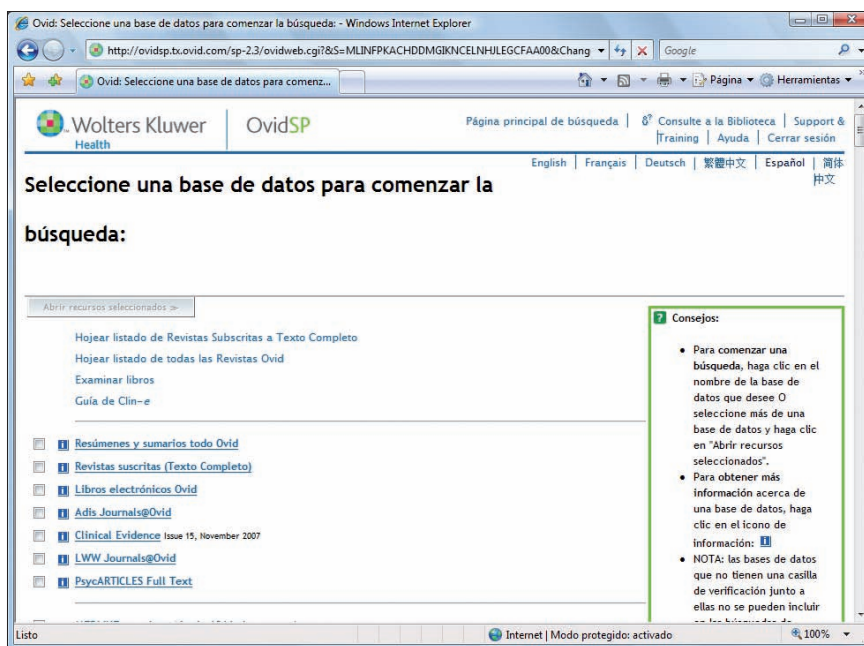 Ovid: Seleccione una base de datos para comenzar la búsqueda: - Windows Internet Explorer
http://ovidsp.tx.ovid.com/sp-2.3/ovidweb.cgi?&S=MLINFPKACHDDMGIKNCELNHJLEGCFAA00&Chang
Google
Ovid: Seleccione una base de datos para comenz...
Página
Herramientas
Wolters Kluwer
Health
OvidSP
Página principal de búsqueda | Consulte a la Biblioteca | Support &
Training | Ayuda | Cerrar sesión
English | Français | Deutsch | 繁體中文 | Español | 简体
中文
Seleccione una base de datos para comenzar la
búsqueda:
Abrir recursos seleccionados >>
Hojear listado de Revistas Subscritas a Texto Completo
Hojear listado de todas las Revistas Ovid
Examinar libros
Guía de Clin-e
Resúmenes y sumarios todo Ovid
Revistas suscritas (Texto Completo)
Libros electrónicos Ovid
Adis Journals@Ovid
Clinical Evidence Issue 15, November 2007
LWW Journals@Ovid
PsycARTICLES Full Text
Consejos:
• Para comenzar una
búsqueda, haga clic en el
nombre de la base de
datos que desee O
seleccione más de una
base de datos y haga clic
en "Abrir recursos
seleccionados".
• Para obtener más
información acerca de
una base de datos, haga
clic en el icono de
información:
• NOTA: las bases de datos
que no tienen una casilla
de verificación junto a
ellas no se pueden incluir
Listo
Internet | Modo protegido: activado
100%